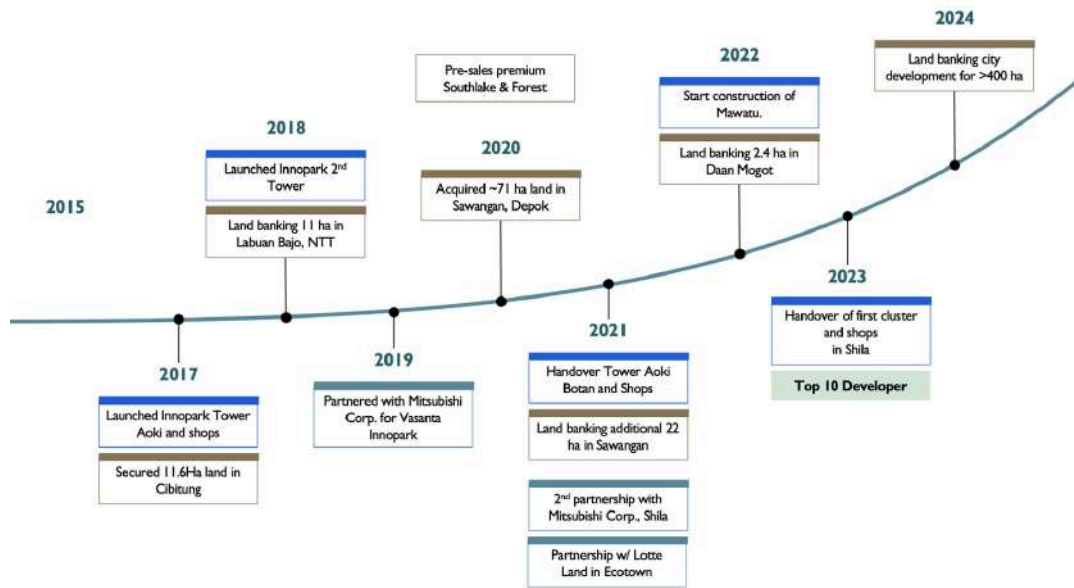 2015
2017
Launched Innopark Tower
Aoki and shops
Secured 11.6Ha land in
Cibitung
2018
Launched Innopark 2nd
Tower
Land banking 11 ha in
Labuan Bajo, NTT
2019
Partnered with Mitsubishi
Corp. for Vasanta
Innopark
Pre-sales premium
Southlake & Forest
2020
Acquired ~71 ha land in
Sawangan, Depok
2021
Handover Tower Aoki
Botan and Shops
Land banking additional 22
ha in Sawangan
2nd partnership with
Mitsubishi Corp., Shila
Partnership w/ Lotte
Land in Ecotown
2022
Start construction of
Mawatu.
Land banking 2.4 ha in
Daan Mogot
2023
Handover of first cluster
and shops
in Shila
Top 10 Developer
2024
Land banking city
development for >400 ha